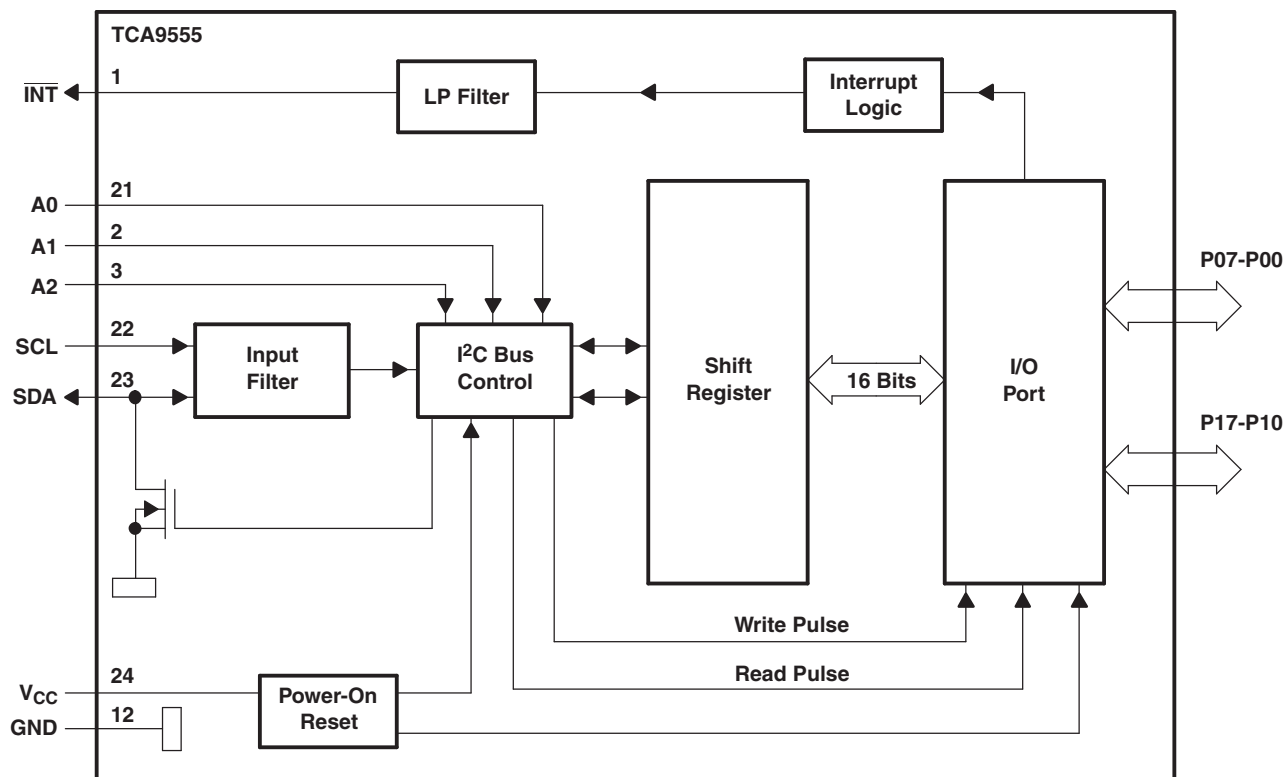 TCA9555
INT
1
LP Filter
Interrupt
Logic
A0
21
A1
2
A2
3
SCL
22
SDA
23
Input
Filter
I²C Bus
Control
Shift
Register
16 Bits
I/O
Port
P07-P00
P17-P10
Write Pulse
Read Pulse
VCC
24
GND
12
Power-On
Reset